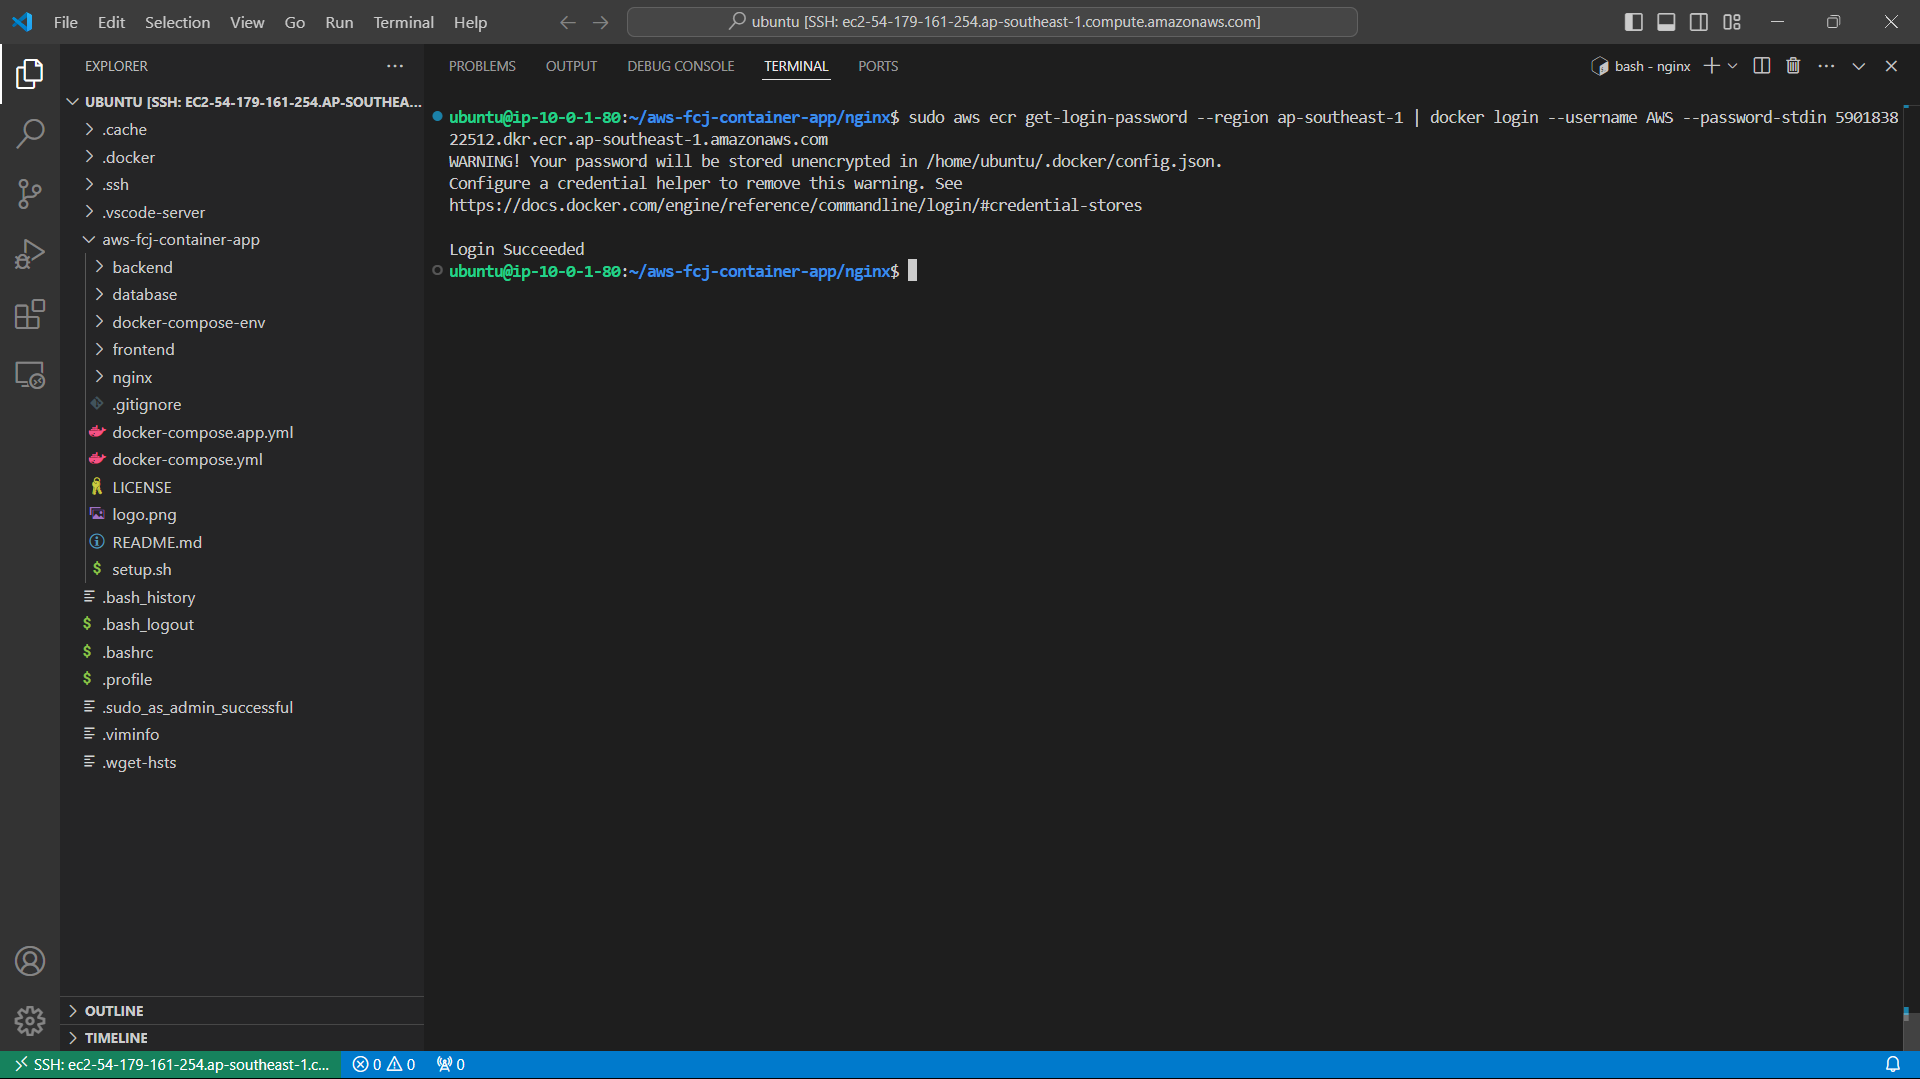 File Edit Selection View Go Run Terminal Help
ubuntu [SSH: ec2-54-179-161-254.ap-southeast-1.compute.amazonaws.com]
EXPLORER
UBUNTU [SSH: EC2-54-179-161-254.AP-SOUTHEA...
.cache
.docker
.ssh
.vscode-server
aws-fcj-container-app
backend
database
docker-compose-env
frontend
nginx
.gitignore
docker-compose.app.yml
docker-compose.yml
LICENSE
logo.png
README.md
setup.sh
.bash_history
.bash_logout
.bashrc
.profile
.sudo_as_admin_successful
.viminfo
.wget-hsts
OUTLINE
TIMELINE
PROBLEMS OUTPUT DEBUG CONSOLE TERMINAL PORTS
bash - nginx
ubuntu@ip-10-0-1-80:~/aws-fcj-container-app/nginx$ sudo aws ecr get-login-password --region ap-southeast-1 | docker login --username AWS --password-stdin 5901838
22512.dkr.ecr.ap-southeast-1.amazonaws.com
WARNING! Your password will be stored unencrypted in /home/ubuntu/.docker/config.json.
Configure a credential helper to remove this warning. See
https://docs.docker.com/engine/reference/commandline/login/#credential-stores
Login Succeeded
ubuntu@ip-10-0-1-80:~/aws-fcj-container-app/nginx$
SSH: ec2-54-179-161-254.ap-southeast-1.c... 0 0 0